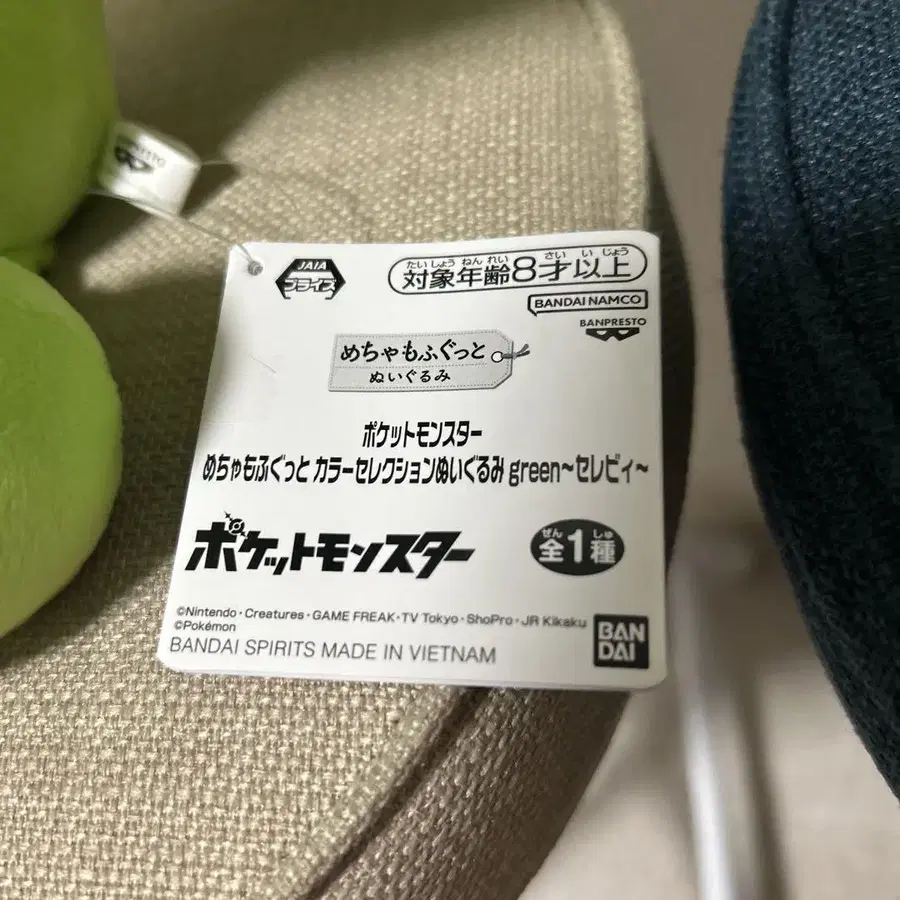 JAIA
プライズ
たいしょうねんれい さい いじょう
対象年齢8才以上
BANDAI NAMCO
BANPRESTO
めちゃもふぐっと
ぬいぐるみ
ポケットモンスター
めちゃもふぐっと カラーセレクションぬいぐるみ green~セレビィ~
ポケットモンスター
ぜん しゅ
全1種
©Nintendo・Creatures・GAME FREAK・TV Tokyo・ShoPro・JR Kikaku
©Pokémon
BANDAI SPIRITS MADE IN VIETNAM
BAN
DAI